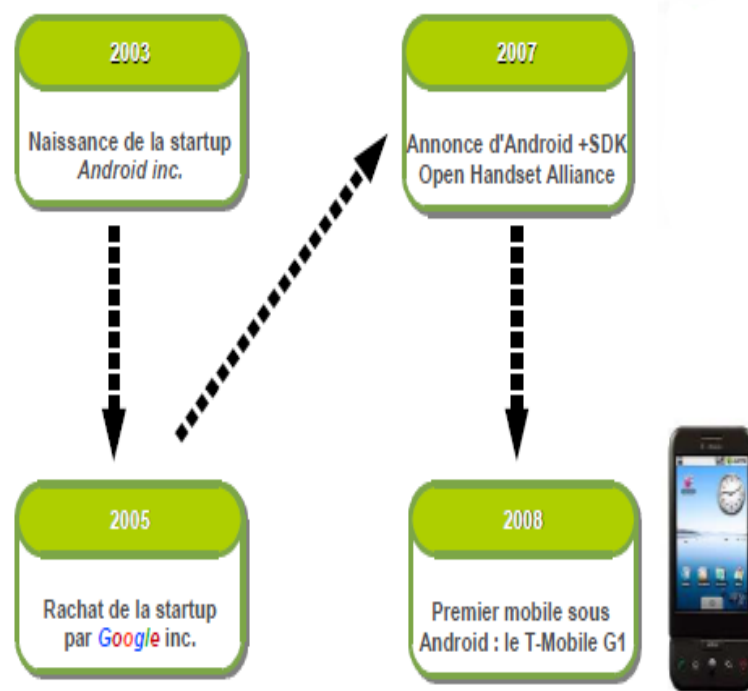 2003
Naissance de la startup
Android inc.
2005
Rachat de la startup
par Google inc.
2007
Annonce d'Android +SDK
Open Handset Alliance
2008
Premier mobile sous
Android : le T-Mobile G1